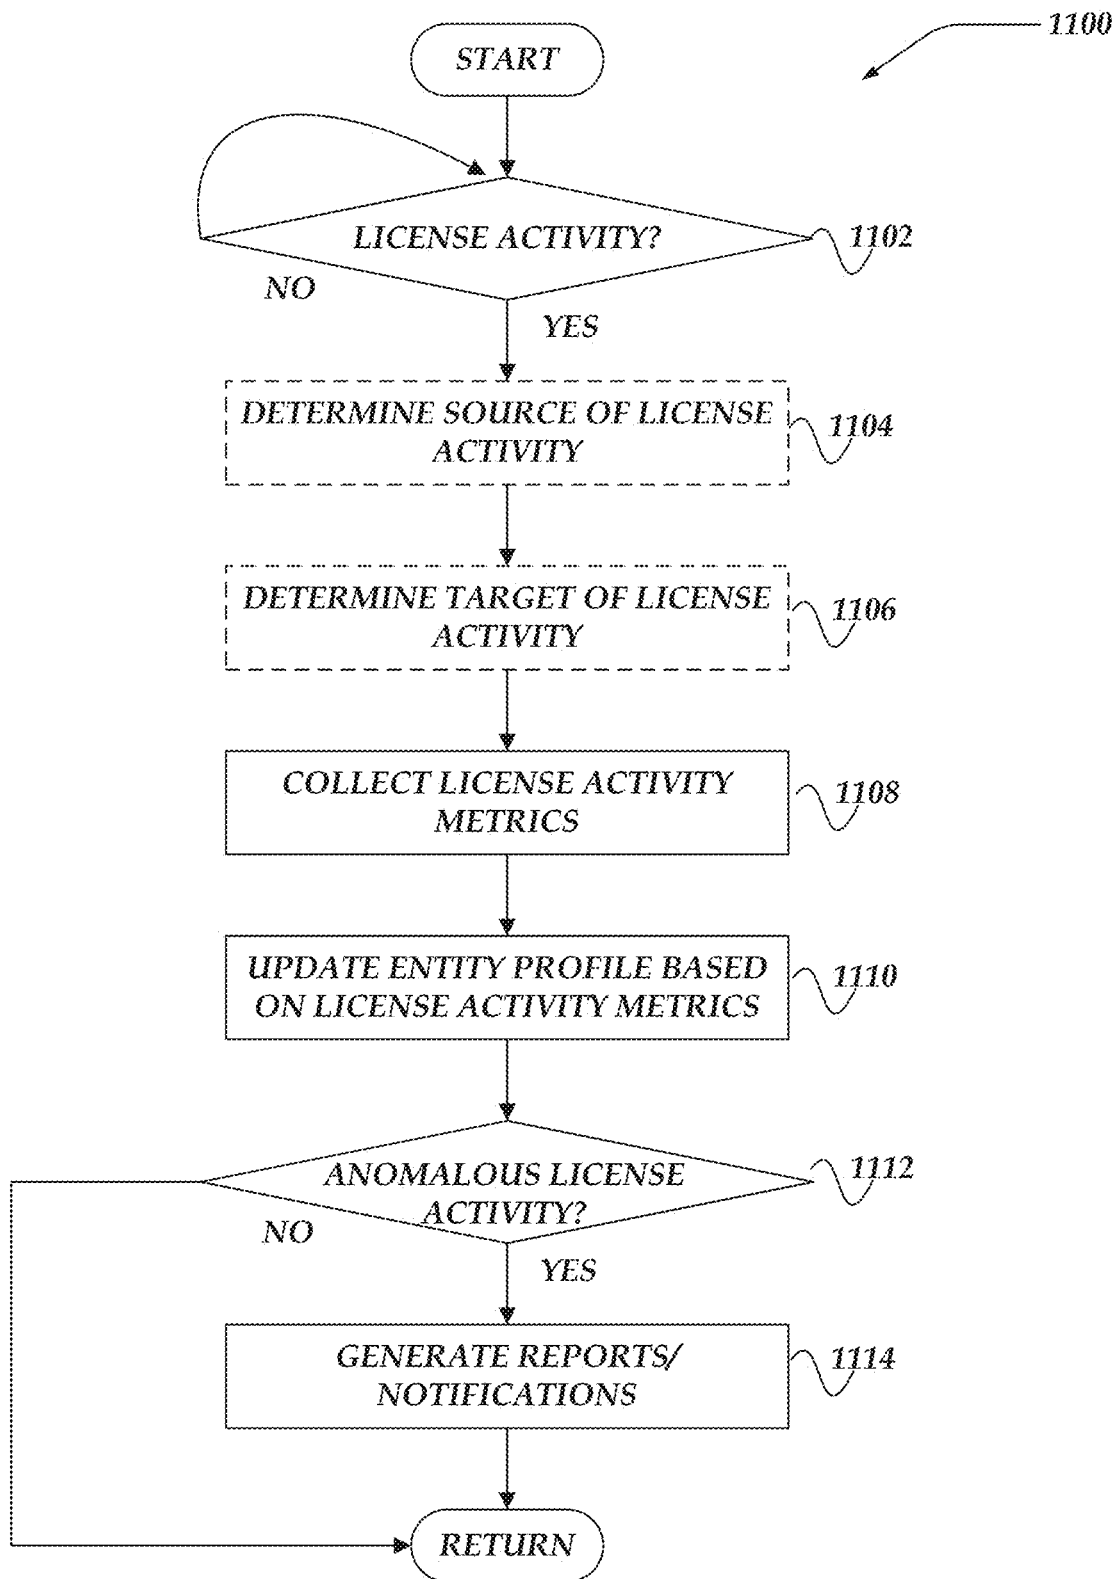 1100
START
LICENSE ACTIVITY?
1102
NO
YES
DETERMINE SOURCE OF LICENSE
ACTIVITY
1104
DETERMINE TARGET OF LICENSE
ACTIVITY
1106
COLLECT LICENSE ACTIVITY
METRICS
1108
UPDATE ENTITY PROFILE BASED
ON LICENSE ACTIVITY METRICS
1110
ANOMALOUS LICENSE
ACTIVITY?
1112
NO
YES
GENERATE REPORTS/
NOTIFICATIONS
1114
RETURN